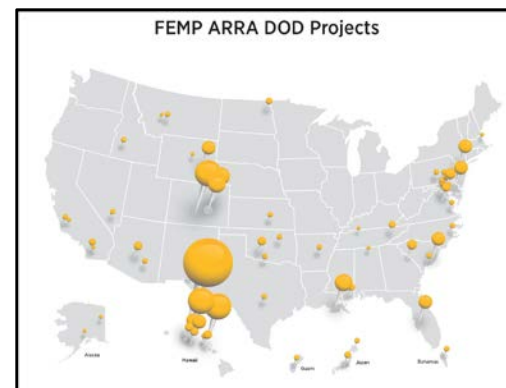 FEMP ARRA DOD Projects
Alaska
Hawaii
Guam
Japan
Bahamas